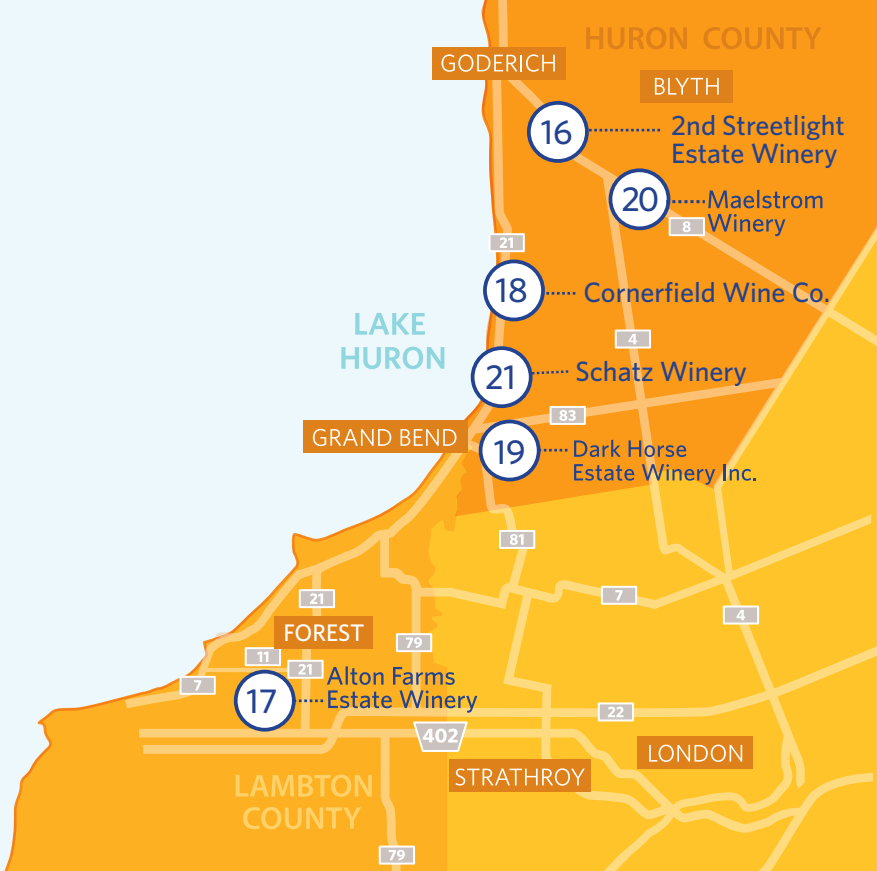 HURON COUNTY
GODERICH
BLYTH
16
2nd Streetlight
Estate Winery
20
Maelstrom
Winery
8
21
18
Cornerfield Wine Co.
LAKE
HURON
4
21
Schatz Winery
83
GRAND BEND
19
Dark Horse
Estate Winery Inc.
81
7
21
4
FOREST
79
11
21
7
17
Alton Farms
Estate Winery
22
402
LONDON
STRATHROY
LAMBTON
COUNTY
79